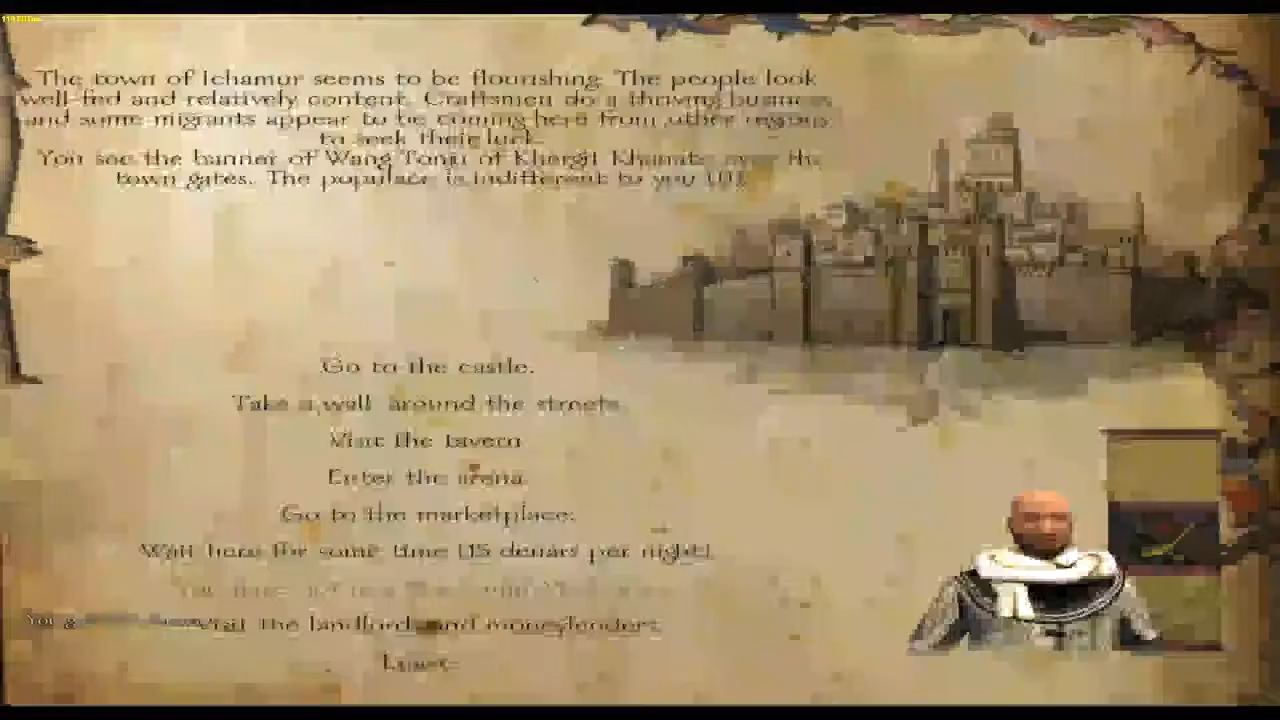 The town of Ichamur seems to be flourishing. The people look
well-fed and relatively content. Craftsmen do a thriving business
and some migrants appear to be coming here from other regions
to seek their luck.
You see the banner of Wang Tonju of Khergit Khanate over the
town gates. The populace is indifferent to you (0).
Go to the castle.
Take a walk around the streets.
Visit the tavern.
Enter the arena.
Go to the marketplace.
Wait here for some time (15 denars per night).
You
Visit the landlords and moneylenders.
Leave.